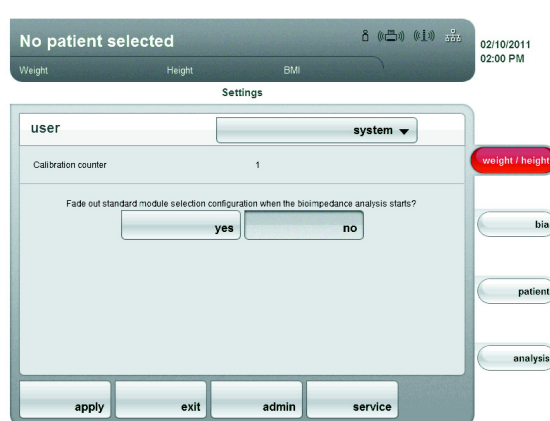 No patient selected
02/10/2011
02:00 PM
Weight Height BMI
Settings
user
system
Calibration counter 1
weight / height
Fade out standard module selection configuration when the bioimpedance analysis starts?
yes no
bia
patient
analysis
apply exit admin service